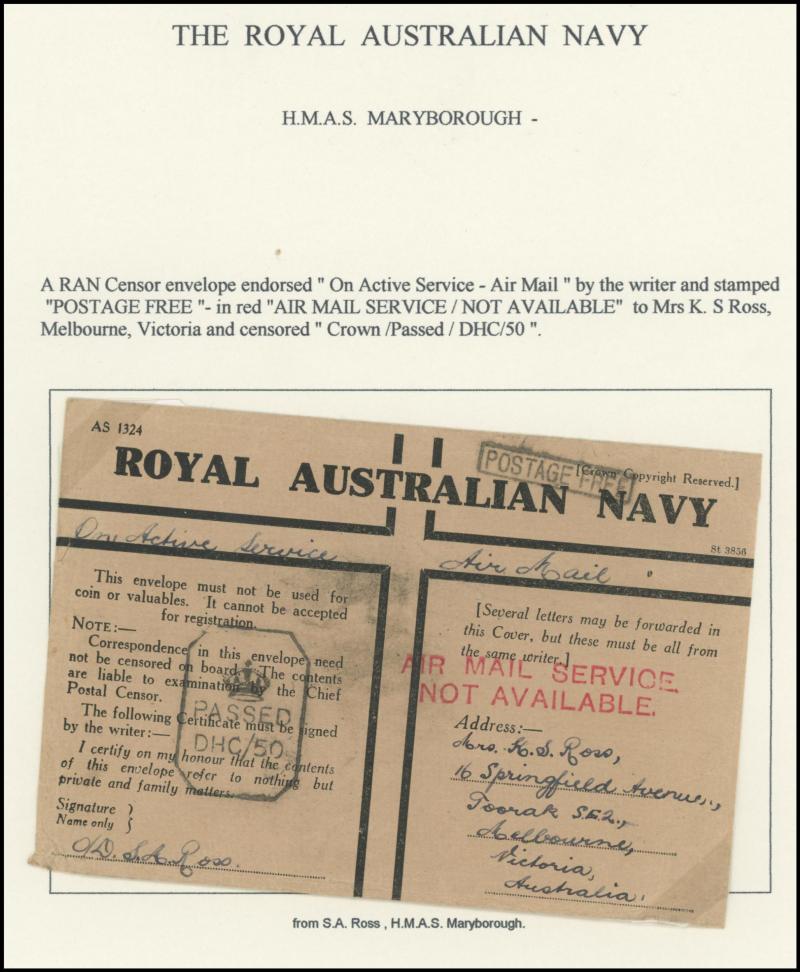 THE ROYAL AUSTRALIAN NAVY
H.M.A.S. MARYBOROUGH -
A RAN Censor envelope endorsed " On Active Service - Air Mail " by the writer and stamped
"POSTAGE FREE "- in red "AIR MAIL SERVICE / NOT AVAILABLE" to Mrs K. S Ross,
Melbourne, Victoria and censored " Crown /Passed / DHC/50 ".
AS 1324
POSTAGE FREE
[Crown Copyright Reserved.]
ROYAL AUSTRALIAN NAVY
St 3856
On Active Service
Air Mail
This envelope must not be used for
coin or valuables. It cannot be accepted
for registration.
NOTE:—
Correspondence in this envelope need
not be censored on board. The contents
are liable to examination by the Chief
Postal Censor.
The following Certificate must be signed
by the writer:—
I certify on my honour that the contents
of this envelope refer to nothing but
private and family matters.
PASSED
DHC/50
Signature }
Name only }
O/D. S.A. Ross.
[Several letters may be forwarded in
this Cover, but these must be all from
the same writer.]
AIR MAIL SERVICE
NOT AVAILABLE.
Address:—
Mrs. K. S. Ross,
16 Springfield Avenue,
Toorak S.E.2.,
Melbourne,
Victoria,
Australia.
from S.A. Ross , H.M.A.S. Maryborough.